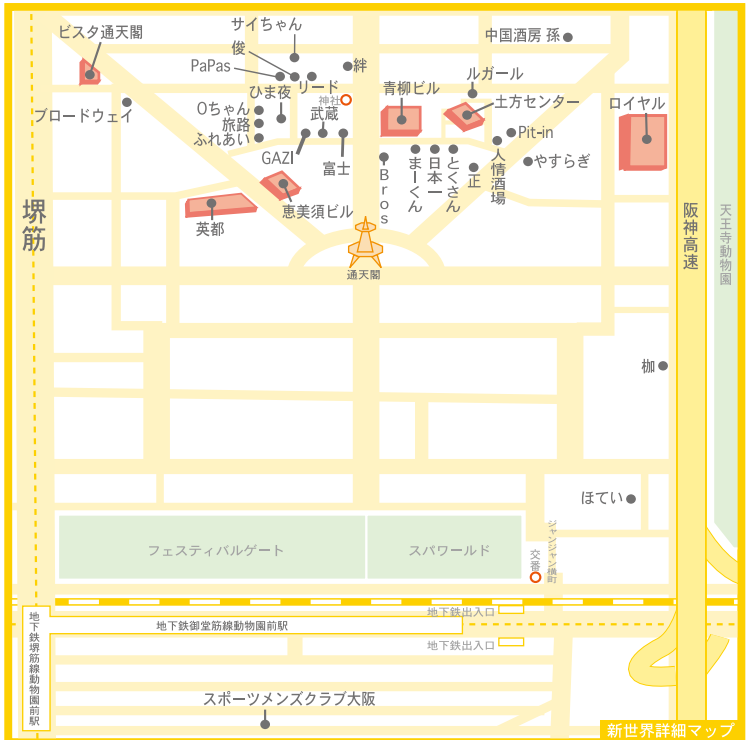 サイちゃん
ビスタ通天閣
俊
中国酒房 孫
PaPas
絆
リード
ルガール
ひま夜
神社
青柳ビル
土方センター
ロイヤル
ブロードウェイ
Oちゃん
武蔵
旅路
ふれあい
Pit-in
GAZI
富士
Bros
まーくん
日本一
とくさん
正
人情酒場
やすらぎ
堺筋
英都
恵美須ビル
阪神高速
天王寺動物園
通天閣
枷
ほてい
フェスティバルゲート
スパワールド
交番
ジャンジャン横町
地下鉄出入口
地下鉄御堂筋線動物園前駅
地下鉄堺筋線動物園前駅
地下鉄出入口
スポーツメンズクラブ大阪
新世界詳細マップ